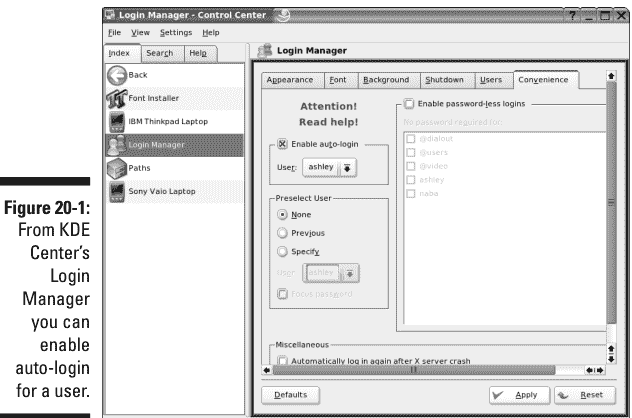 Login Manager - Control Center
File View Settings Help
Index Search Help
Login Manager
Back
Font Installer
IBM Thinkpad Laptop
Login Manager
Paths
Sony Vaio Laptop
Appearance Font Background Shutdown Users Convenience
Attention!
Read help!
Enable auto-login
User: ashley
Preselect User
None
Previous
Specify
User: ashley
Focus password
Enable password-less logins
No password required for:
@dialout
@users
@video
ashley
naba
Miscellaneous
Automatically log in again after X server crash
Defaults Apply Reset
Figure 20-1:
From KDE
Center's
Login
Manager
you can
enable
auto-login
for a user.